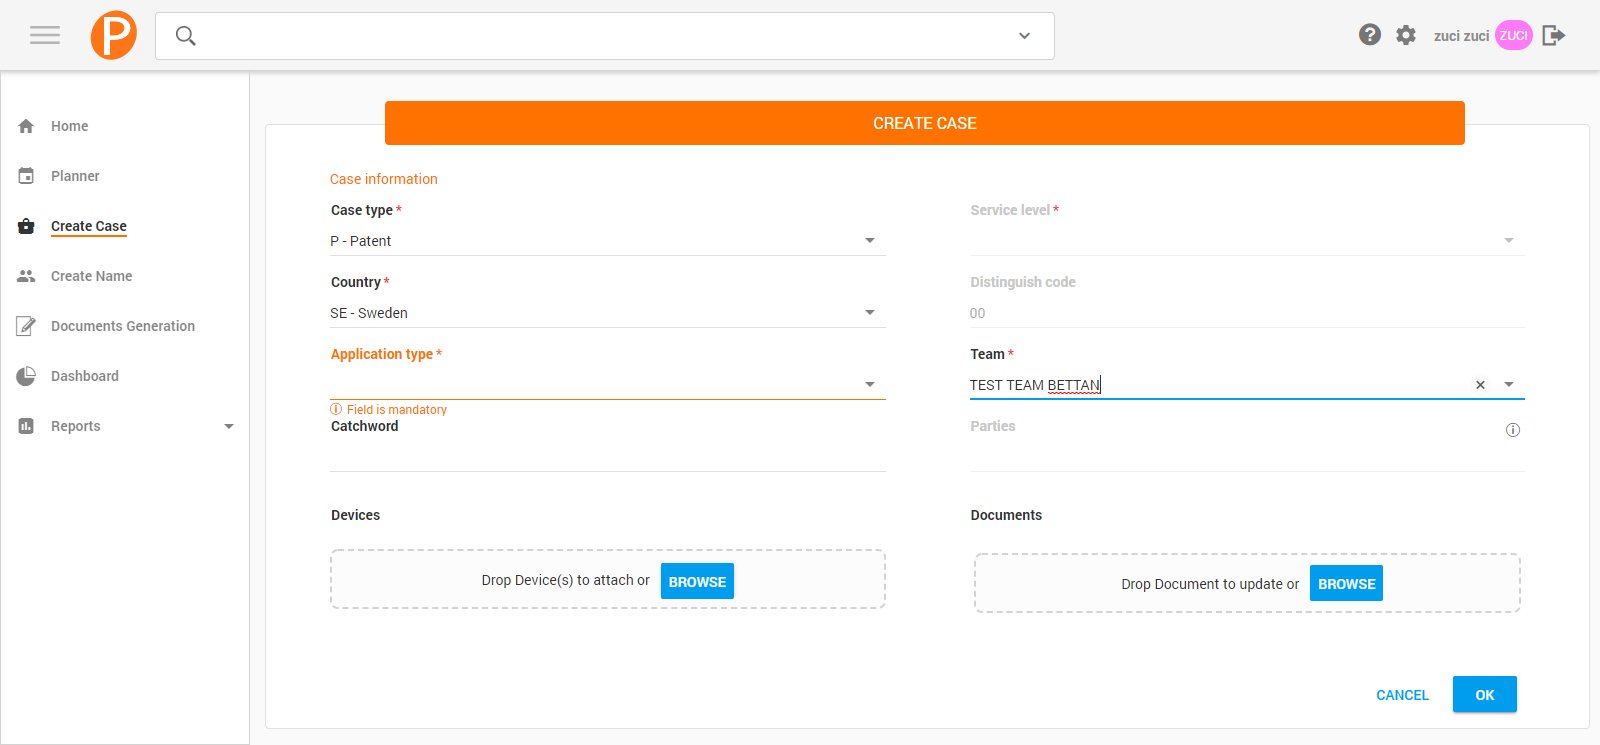 P
zuci zuci ZUCI
Home
Planner
Create Case
Create Name
Documents Generation
Dashboard
Reports
CREATE CASE
Case information
Case type *
P - Patent
Service level *
Country *
SE - Sweden
Distinguish code
00
Application type *
Field is mandatory
Team *
TEST TEAM BETTAN
Catchword
Parties
Devices
Drop Device(s) to attach or BROWSE
Documents
Drop Document to update or BROWSE
CANCEL OK